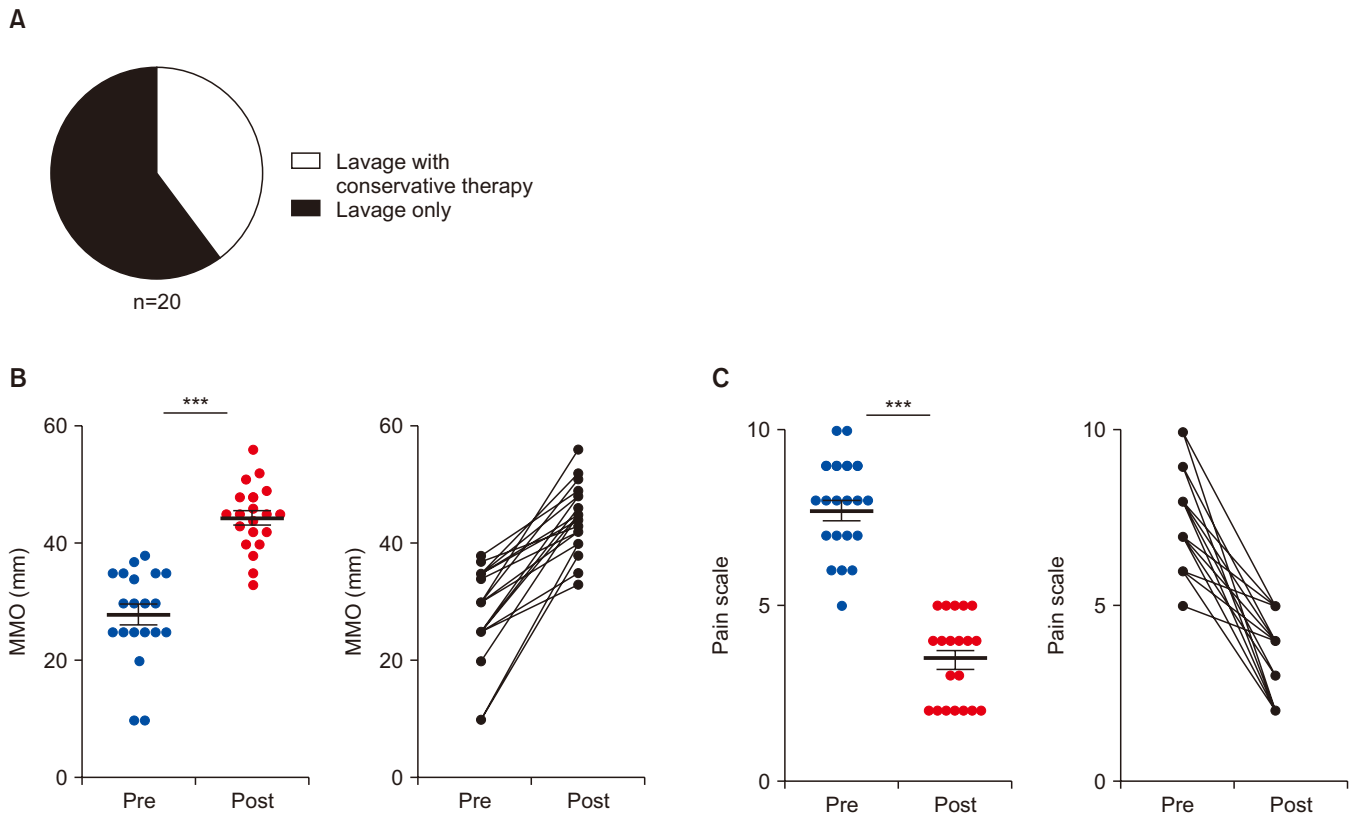 A
Lavage with
conservative therapy
Lavage only
n=20
B
***
60
40
20
0
MMO (mm)
Pre
Post
60
40
20
0
MMO (mm)
Pre
Post
C
***
10
5
0
Pain scale
Pre
Post
10
5
0
Pain scale
Pre
Post